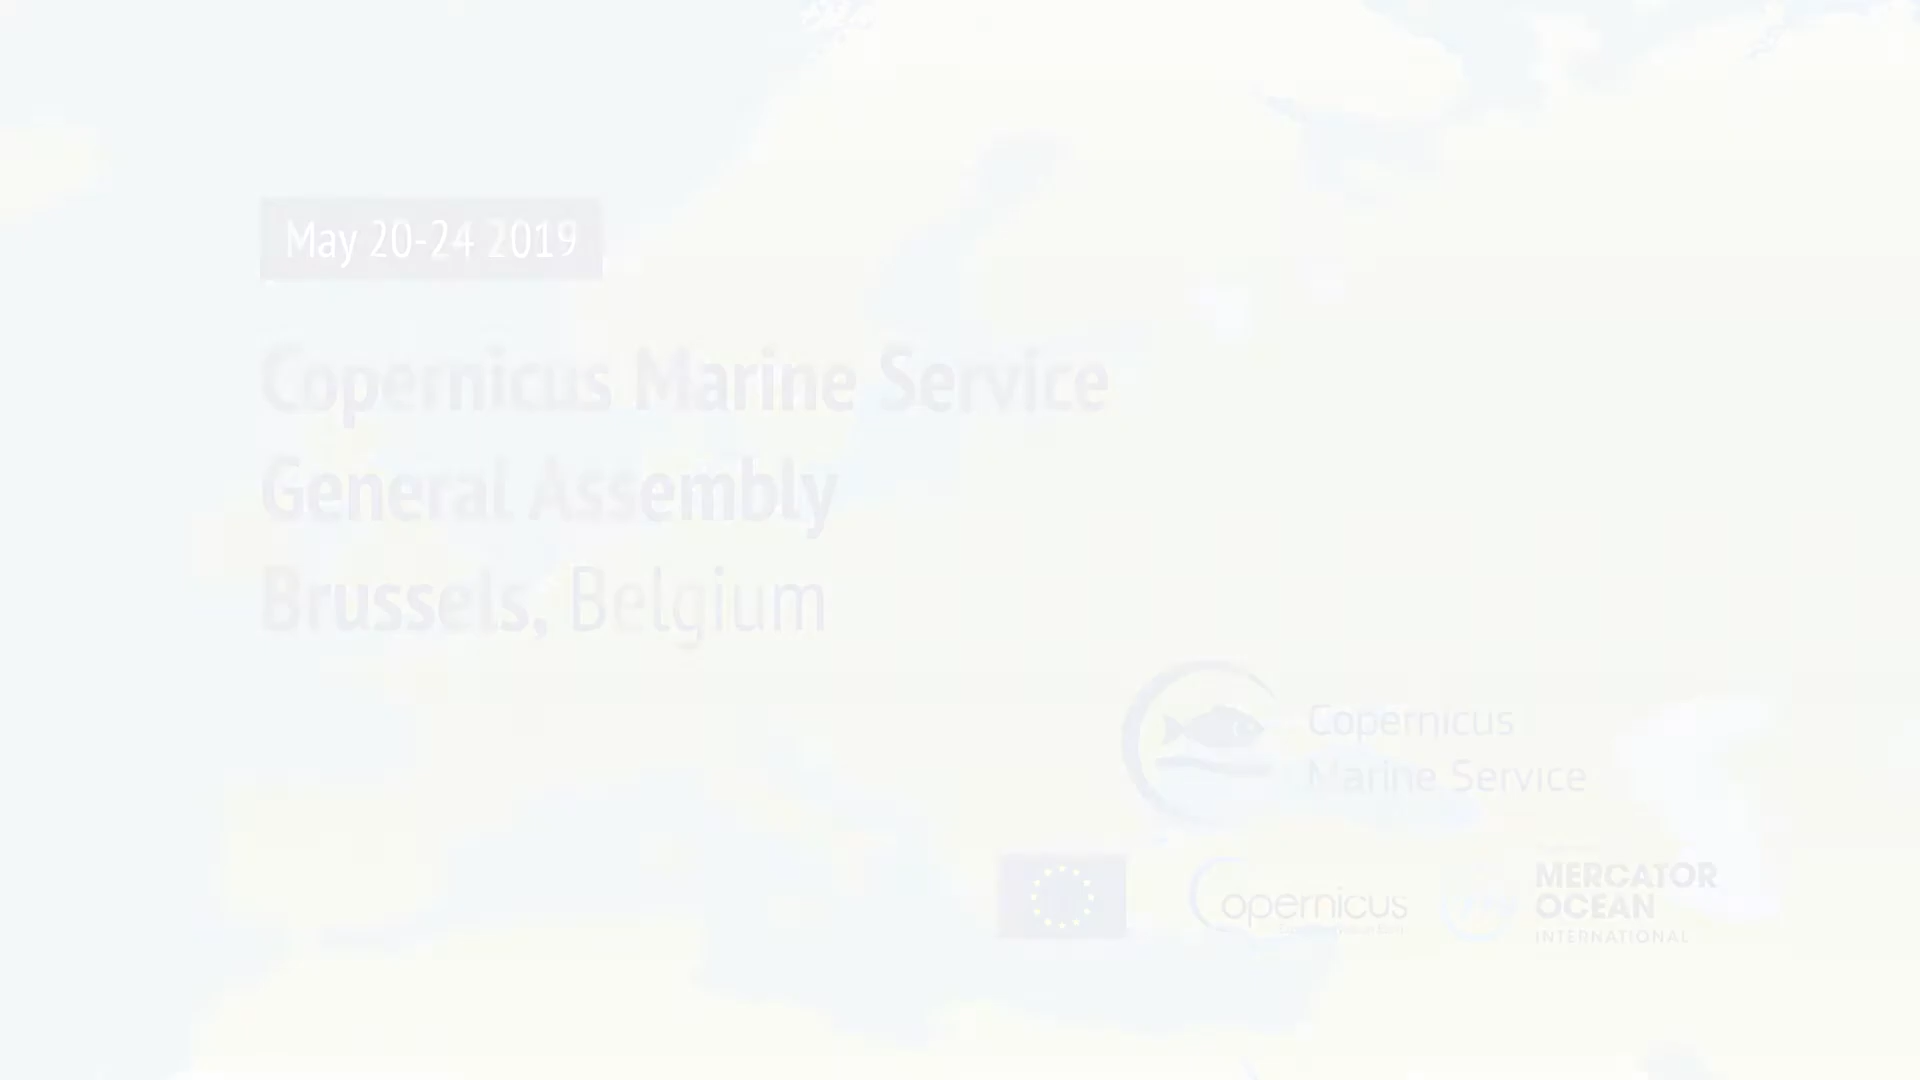 May 20-24 2019
Copernicus Marine Service
General Assembly
Brussels, Belgium
Copernicus
Marine Service
opernicus
MERCATOR
OCEAN
INTERNATIONAL